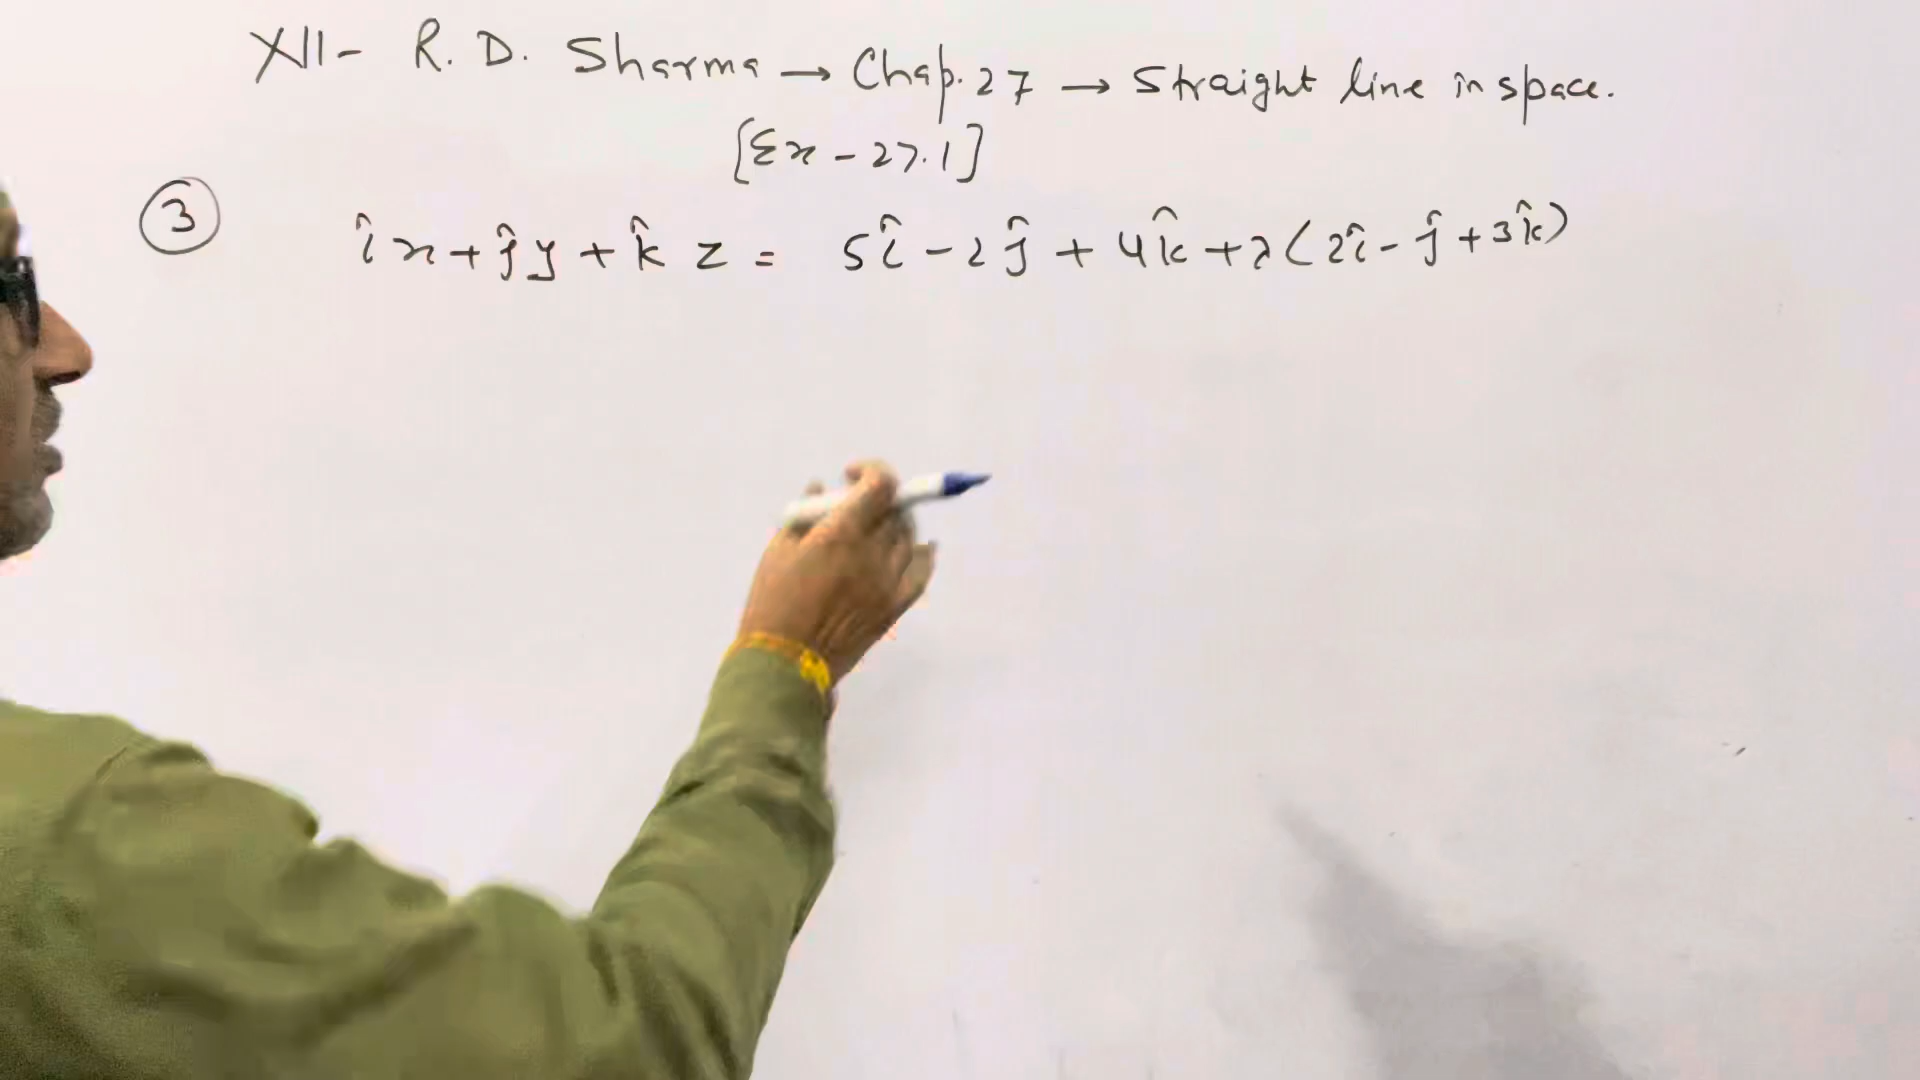 XII - R. D. Sharma → Chap. 27 → Straight line in space.
[Ex - 27.1]
③ î x + ĵ y + k̂ z = 5î - 2ĵ + 4k̂ + λ(2î - ĵ + 3k̂)